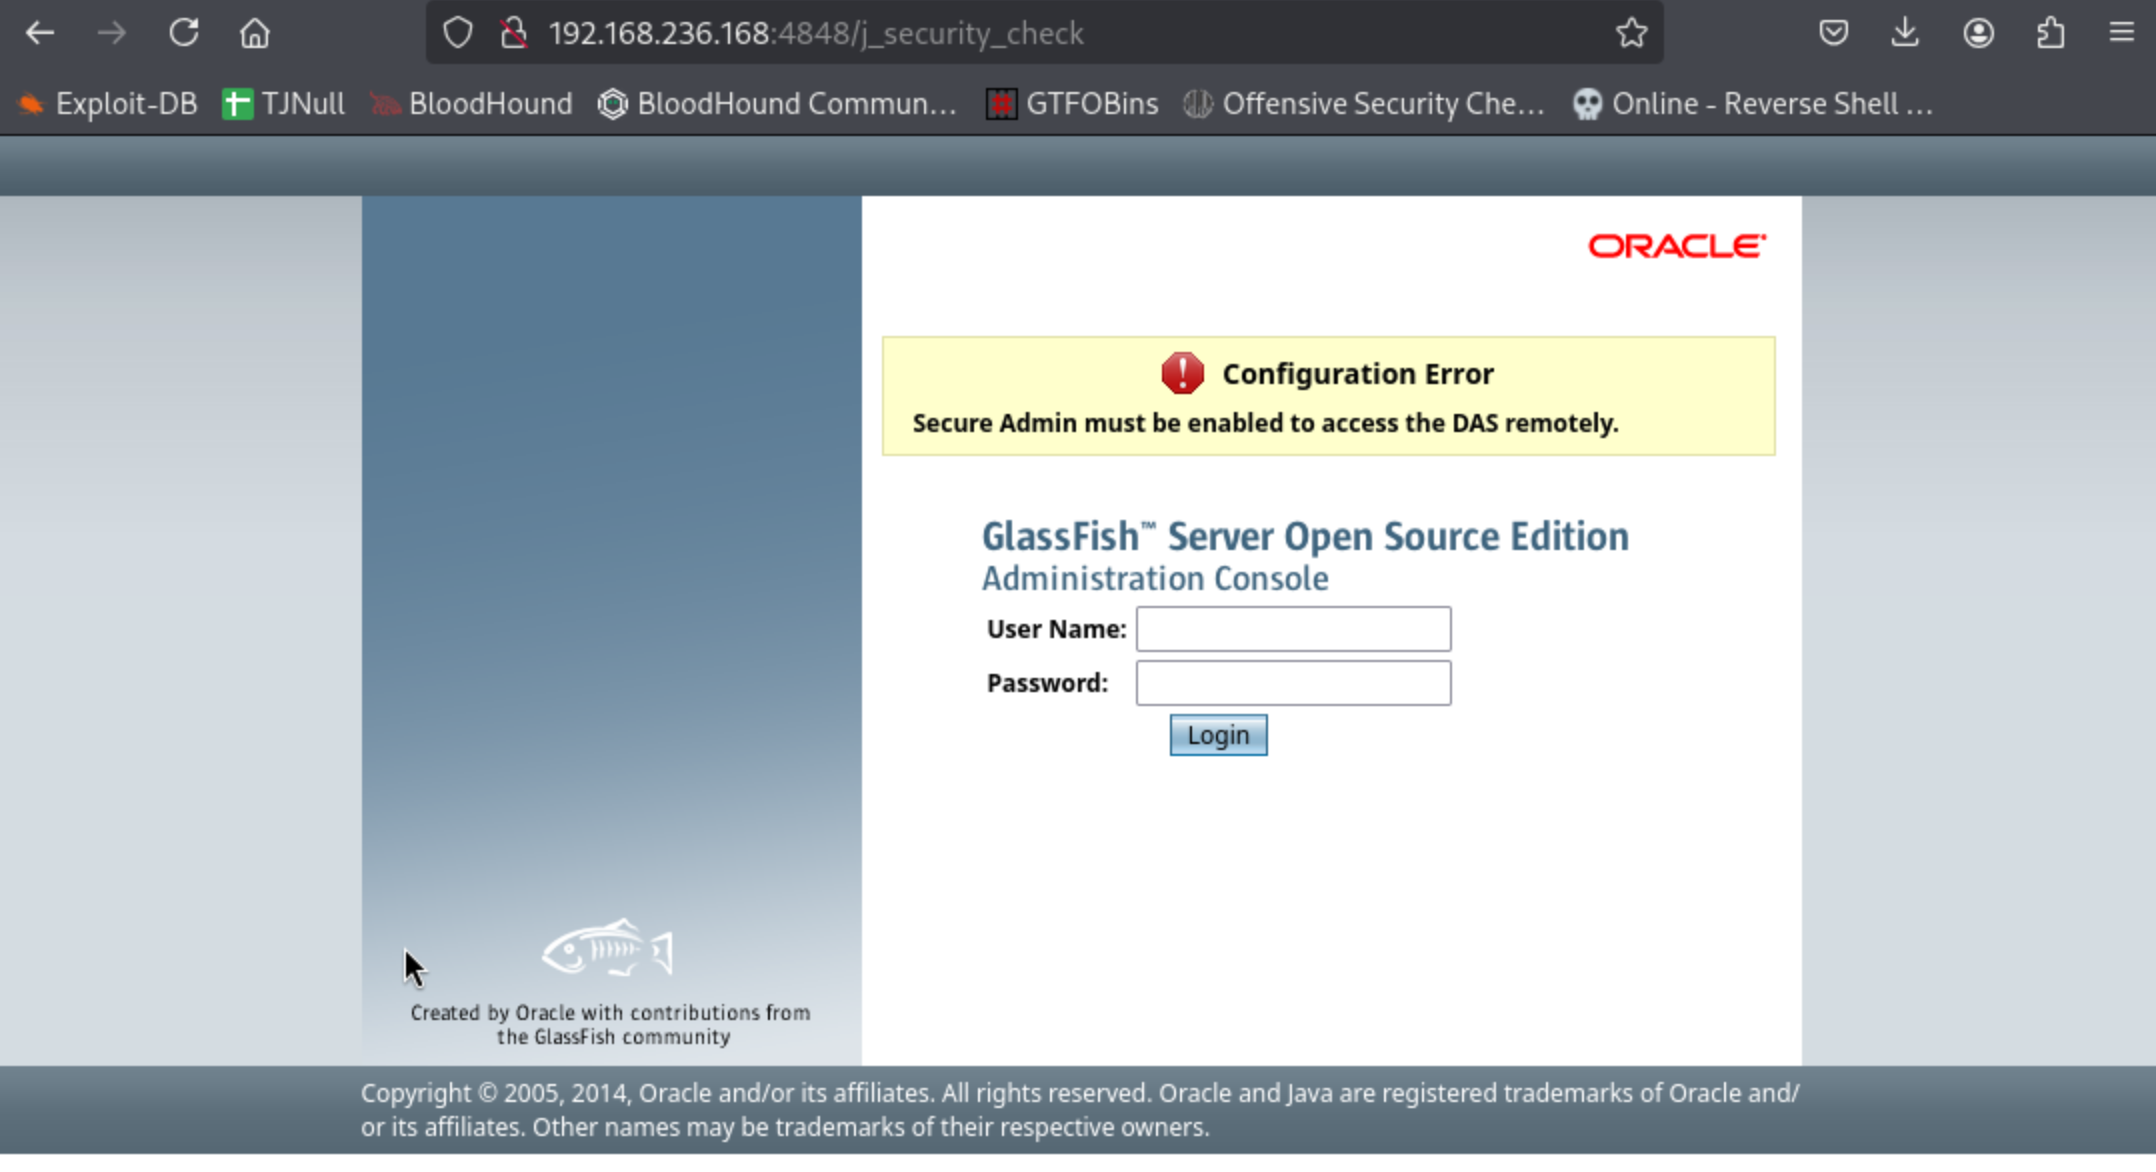 192.168.236.168:4848/j_security_check
Exploit-DB TJNull BloodHound BloodHound Commun... GTFOBins Offensive Security Che... Online - Reverse Shell ...
ORACLE
Configuration Error
Secure Admin must be enabled to access the DAS remotely.
GlassFish™ Server Open Source Edition
Administration Console
User Name:
Password:
Login
Created by Oracle with contributions from
the GlassFish community
Copyright © 2005, 2014, Oracle and/or its affiliates. All rights reserved. Oracle and Java are registered trademarks of Oracle and/
or its affiliates. Other names may be trademarks of their respective owners.